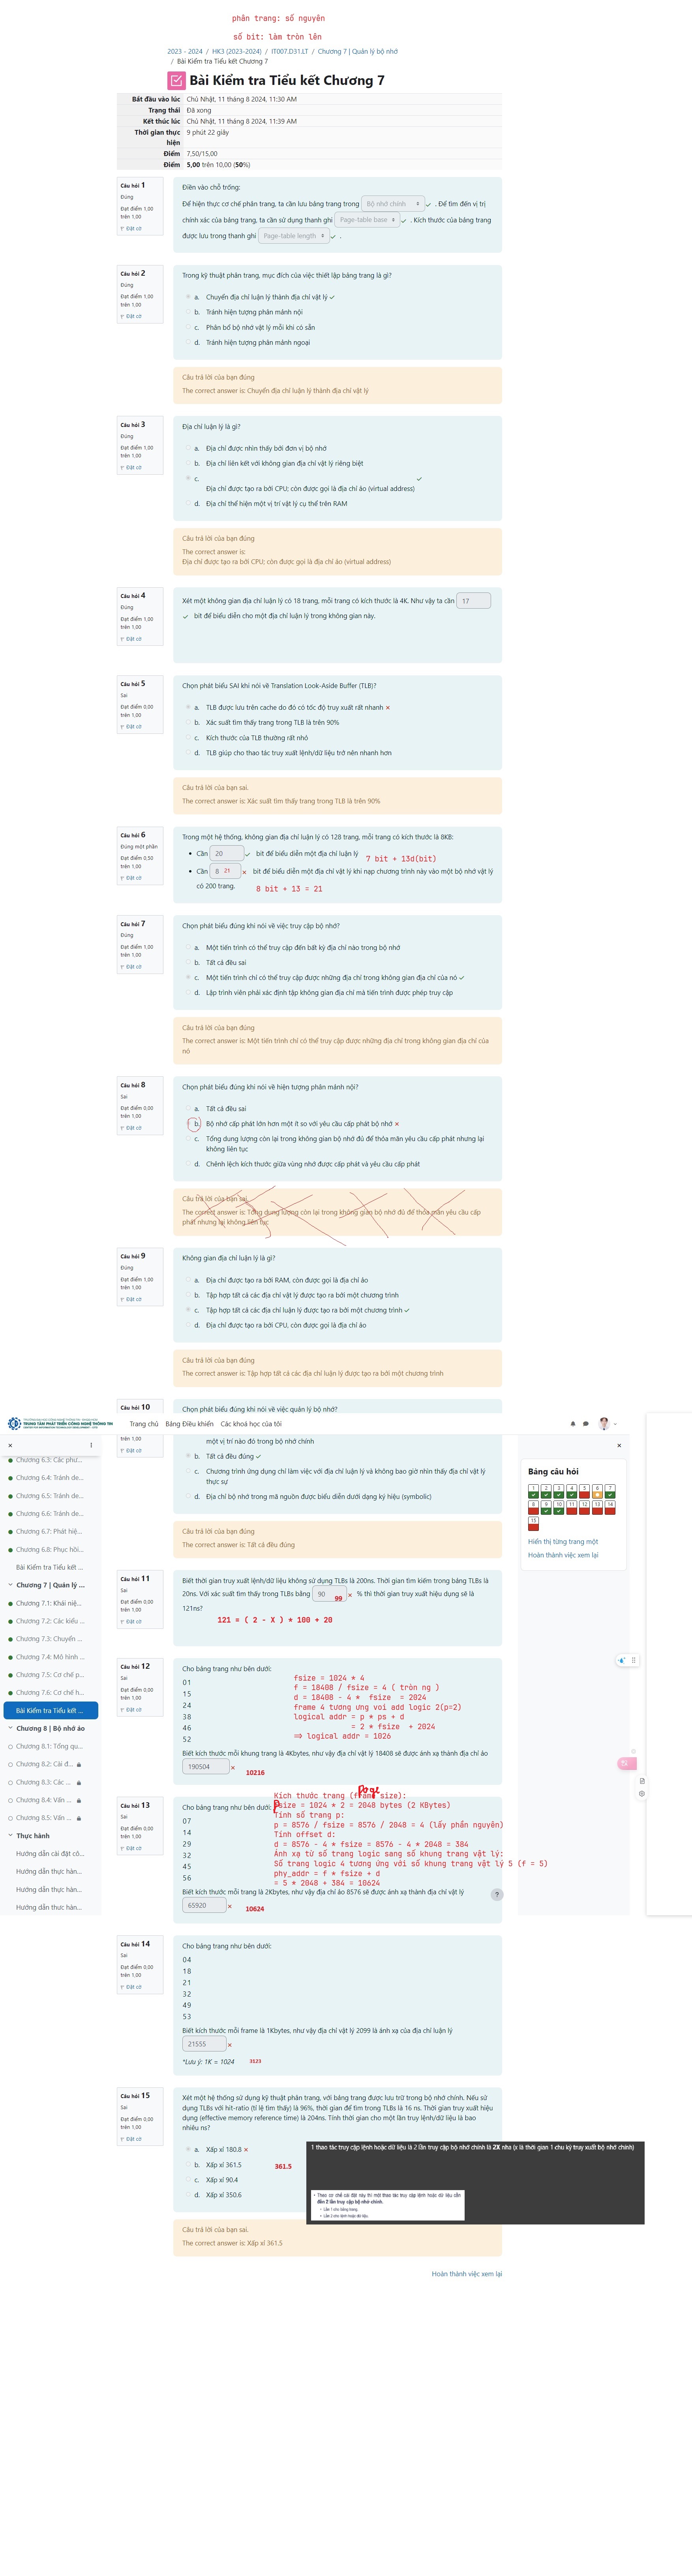 phân trang: số nguyên
số bit: làm tròn lên
2023 - 2024 / HK3 (2023-2024) / IT007.D31.LT / Chương 7 | Quản lý bộ nhớ
/ Bài Kiểm tra Tiểu kết Chương 7
Bài Kiểm tra Tiểu kết Chương 7
Bắt đầu vào lúc Chủ Nhật, 11 tháng 8 2024, 11:30 AM
Trạng thái Đã xong
Kết thúc lúc Chủ Nhật, 11 tháng 8 2024, 11:39 AM
Thời gian thực hiện 9 phút 22 giây
Điểm 7,50/15,00
Điểm 5,00 trên 10,00 (50%)
Câu hỏi 1
Đúng
Đạt điểm 1,00 trên 1,00
Đặt cờ
Điền vào chỗ trống:
Để hiện thực cơ chế phân trang, ta cần lưu bảng trang trong Bộ nhớ chính ✓ . Để tìm đến vị trí
chính xác của bảng trang, ta cần sử dụng thanh ghi Page-table base ✓ . Kích thước của bảng trang
được lưu trong thanh ghi Page-table length ✓ .
Câu hỏi 2
Đúng
Đạt điểm 1,00 trên 1,00
Đặt cờ
Trong kỹ thuật phân trang, mục đích của việc thiết lập bảng trang là gì?
a. Chuyển địa chỉ luận lý thành địa chỉ vật lý ✓
b. Tránh hiện tượng phân mảnh nội
c. Phân bổ bộ nhớ vật lý mỗi khi có sẵn
d. Tránh hiện tượng phân mảnh ngoại
Câu trả lời của bạn đúng
The correct answer is: Chuyển địa chỉ luận lý thành địa chỉ vật lý
Câu hỏi 3
Đúng
Đạt điểm 1,00 trên 1,00
Đặt cờ
Địa chỉ luận lý là gì?
a. Địa chỉ được nhìn thấy bởi đơn vị bộ nhớ
b. Địa chỉ liên kết với không gian địa chỉ vật lý riêng biệt
c. ✓
Địa chỉ được tạo ra bởi CPU; còn được gọi là địa chỉ ảo (virtual address)
d. Địa chỉ thể hiện một vị trí vật lý cụ thể trên RAM
Câu trả lời của bạn đúng
The correct answer is:
Địa chỉ được tạo ra bởi CPU; còn được gọi là địa chỉ ảo (virtual address)
Câu hỏi 4
Đúng
Đạt điểm 1,00 trên 1,00
Đặt cờ
Xét một không gian địa chỉ luận lý có 18 trang, mỗi trang có kích thước là 4K. Như vậy ta cần 17
✓ bit để biểu diễn cho một địa chỉ luận lý trong không gian này.
Câu hỏi 5
Sai
Đạt điểm 0,00 trên 1,00
Đặt cờ
Chọn phát biểu SAI khi nói về Translation Look-Aside Buffer (TLB)?
a. TLB được lưu trên cache do đó có tốc độ truy xuất rất nhanh ×
b. Xác suất tìm thấy trang trong TLB là trên 90%
c. Kích thước của TLB thường rất nhỏ
d. TLB giúp cho thao tác truy xuất lệnh/dữ liệu trở nên nhanh hơn
Câu trả lời của bạn sai.
The correct answer is: Xác suất tìm thấy trang trong TLB là trên 90%
Câu hỏi 6
Đúng một phần
Đạt điểm 0,50 trên 1,00
Đặt cờ
Trong một hệ thống, không gian địa chỉ luận lý có 128 trang, mỗi trang có kích thước là 8KB:
Cần 20 ✓ bit để biểu diễn một địa chỉ luận lý 7 bit + 13d(bit)
Cần 8 21 × bit để biểu diễn một địa chỉ vật lý khi nạp chương trình này vào một bộ nhớ vật lý
có 200 trang. 8 bit + 13 = 21
Câu hỏi 7
Đúng
Đạt điểm 1,00 trên 1,00
Đặt cờ
Chọn phát biểu đúng khi nói về việc truy cập bộ nhớ?
a. Một tiến trình có thể truy cập đến bất kỳ địa chỉ nào trong bộ nhớ
b. Tất cả đều sai
c. Một tiến trình chỉ có thể truy cập được những địa chỉ trong không gian địa chỉ của nó ✓
d. Lập trình viên phải xác định tập không gian địa chỉ mà tiến trình được phép truy cập
Câu trả lời của bạn đúng
The correct answer is: Một tiến trình chỉ có thể truy cập được những địa chỉ trong không gian địa chỉ của
nó
Câu hỏi 8
Sai
Đạt điểm 0,00 trên 1,00
Đặt cờ
Chọn phát biểu đúng khi nói về hiện tượng phân mảnh nội?
a. Tất cả đều sai
b. Bộ nhớ cấp phát lớn hơn một ít so với yêu cầu cấp phát bộ nhớ ×
c. Tổng dung lượng còn lại trong không gian bộ nhớ đủ để thỏa mãn yêu cầu cấp phát nhưng lại
không liên tục
d. Chênh lệch kích thước giữa vùng nhớ được cấp phát và yêu cầu cấp phát
Câu trả lời của bạn sai.
The correct answer is: Tổng dung lượng còn lại trong không gian bộ nhớ đủ để thỏa mãn yêu cầu cấp
phát nhưng lại không liên tục
Câu hỏi 9
Đúng
Đạt điểm 1,00 trên 1,00
Đặt cờ
Không gian địa chỉ luận lý là gì?
a. Địa chỉ được tạo ra bởi RAM, còn được gọi là địa chỉ ảo
b. Tập hợp tất cả các địa chỉ vật lý được tạo ra bởi một chương trình
c. Tập hợp tất cả các địa chỉ luận lý được tạo ra bởi một chương trình ✓
d. Địa chỉ được tạo ra bởi CPU, còn được gọi là địa chỉ ảo
Câu trả lời của bạn đúng
The correct answer is: Tập hợp tất cả các địa chỉ luận lý được tạo ra bởi một chương trình
Câu hỏi 10
Chọn phát biểu đúng khi nói về việc quản lý bộ nhớ?
TRUNG TÂM PHÁT TRIỂN CÔNG NGHỆ THÔNG TIN
Trang chủ Bảng Điều khiển Các khoá học của tôi
trên 1,00
Đặt cờ
một vị trí nào đó trong bộ nhớ chính
b. Tất cả đều đúng ✓
c. Chương trình ứng dụng chỉ làm việc với địa chỉ luận lý và không bao giờ nhìn thấy địa chỉ vật lý
thực sự
d. Địa chỉ bộ nhớ trong mã nguồn được biểu diễn dưới dạng ký hiệu (symbolic)
Câu trả lời của bạn đúng
The correct answer is: Tất cả đều đúng
Chương 6.3: Các phư...
Chương 6.4: Tránh de...
Chương 6.5: Tránh de...
Chương 6.6: Tránh de...
Chương 6.7: Phát hiệ...
Chương 6.8: Phục hồi...
Bài Kiểm tra Tiểu kết ...
Chương 7 | Quản lý ...
Chương 7.1: Khái niệ...
Chương 7.2: Các kiểu ...
Chương 7.3: Chuyển ...
Chương 7.4: Mô hình ...
Chương 7.5: Cơ chế p...
Chương 7.6: Cơ chế h...
Bài Kiểm tra Tiểu kết ...
Chương 8 | Bộ nhớ ảo
Chương 8.1: Tổng qu...
Chương 8.2: Cài đ...
Chương 8.3: Các ...
Chương 8.4: Vấn ...
Chương 8.5: Vấn ...
Thực hành
Hướng dẫn cài đặt cô...
Hướng dẫn thực hàn...
Hướng dẫn thực hàn...
Hướng dẫn thực hàn...
Bảng câu hỏi
1 2 3 4 5 6 7
8 9 10 11 12 13 14
15
Hiển thị từng trang một
Hoàn thành việc xem lại
Câu hỏi 11
Sai
Đạt điểm 0,00 trên 1,00
Đặt cờ
Biết thời gian truy xuất lệnh/dữ liệu không sử dụng TLBs là 200ns. Thời gian tìm kiếm trong bảng TLBs là
20ns. Với xác suất tìm thấy trong TLBs bằng 90 99 × % thì thời gian truy xuất hiệu dụng sẽ là
121ns?
121 = ( 2 - X ) * 100 + 20
Câu hỏi 12
Sai
Đạt điểm 0,00 trên 1,00
Đặt cờ
Cho bảng trang như bên dưới:
01
15
24
38
46
52
fsize = 1024 * 4
f = 18408 / fsize = 4 ( tròn ng )
d = 18408 - 4 * fsize = 2024
frame 4 tương ưng voi add logic 2(p=2)
logical addr = p * ps + d
= 2 * fsize + 2024
=> logical addr = 1026
Biết kích thước mỗi khung trang là 4Kbytes, như vậy địa chỉ vật lý 18408 sẽ được ánh xạ thành địa chỉ ảo
190504 × 10216
Câu hỏi 13
Sai
Đạt điểm 0,00 trên 1,00
Đặt cờ
Cho bảng trang như bên dưới:
07
14
29
32
45
56
page
P
Kích thước trang (frame size):
fsize = 1024 * 2 = 2048 bytes (2 KBytes)
Tính số trang p:
p = 8576 / fsize = 8576 / 2048 = 4 (lấy phần nguyên)
Tính offset d:
d = 8576 - 4 * fsize = 8576 - 4 * 2048 = 384
Ánh xạ từ số trang logic sang số khung trang vật lý:
Số trang logic 4 tương ứng với số khung trang vật lý 5 (f = 5)
phy_addr = f * fsize + d
= 5 * 2048 + 384 = 10624
Biết kích thước mỗi trang là 2Kbytes, như vậy địa chỉ ảo 8576 sẽ được ánh xạ thành địa chỉ vật lý
65920 × 10624
?
Câu hỏi 14
Sai
Đạt điểm 0,00 trên 1,00
Đặt cờ
Cho bảng trang như bên dưới:
04
18
21
32
49
53
Biết kích thước mỗi frame là 1Kbytes, như vậy địa chỉ vật lý 2099 là ánh xạ của địa chỉ luận lý
21555 ×
*Lưu ý: 1K = 1024 3123
Câu hỏi 15
Sai
Đạt điểm 0,00 trên 1,00
Đặt cờ
Xét một hệ thống sử dụng kỹ thuật phân trang, với bảng trang được lưu trữ trong bộ nhớ chính. Nếu sử
dụng TLBs với hit-ratio (tỉ lệ tìm thấy) là 96%, thời gian để tìm trong TLBs là 16 ns. Thời gian truy xuất hiệu
dụng (effective memory reference time) là 204ns. Tính thời gian cho một lần truy lệnh/dữ liệu là bao
nhiêu ns?
a. Xấp xỉ 180.8 ×
b. Xấp xỉ 361.5 361.5
c. Xấp xỉ 90.4
d. Xấp xỉ 350.6
1 thao tác truy cập lệnh hoặc dữ liệu là 2 lần truy cập bộ nhớ chính là 2X nha (x là thời gian 1 chu kỳ truy xuất bộ nhớ chính)
Theo cơ chế cài đặt này thì một thao tác truy cập lệnh hoặc dữ liệu cần
đến 2 lần truy cập bộ nhớ chính.
Lần 1 cho bảng trang.
Lần 2 cho lệnh hoặc dữ liệu.
Câu trả lời của bạn sai.
The correct answer is: Xấp xỉ 361.5
Hoàn thành việc xem lại